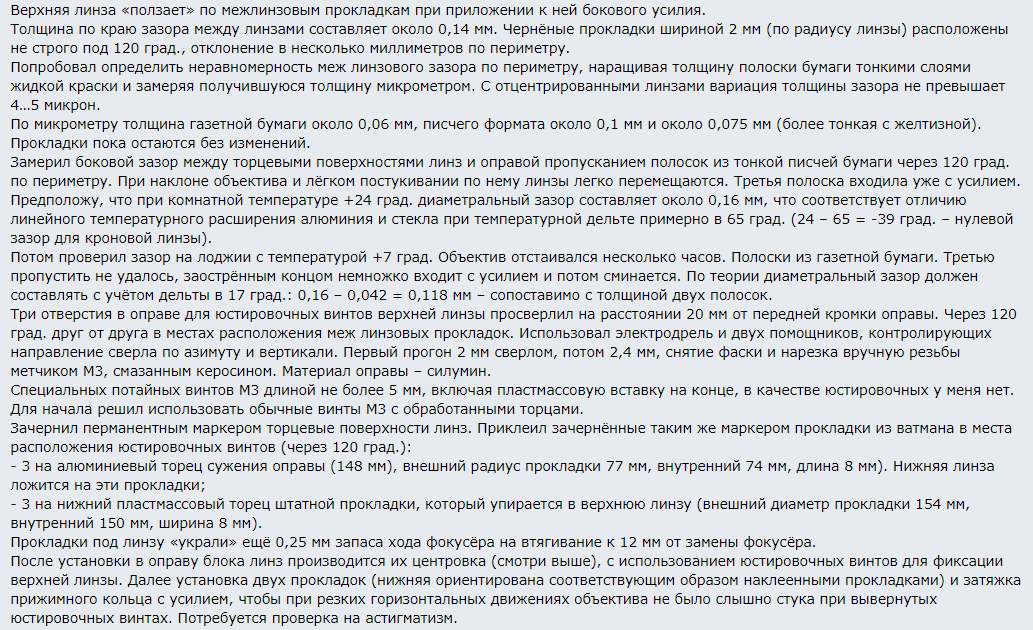 Верхняя линза «ползает» по межлинзовым прокладкам при приложении к ней бокового усилия.
Толщина по краю зазора между линзами составляет около 0,14 мм. Чернёные прокладки шириной 2 мм (по радиусу линзы) расположены
не строго под 120 град., отклонение в несколько миллиметров по периметру.
Попробовал определить неравномерность меж линзового зазора по периметру, наращивая толщину полоски бумаги тонкими слоями
жидкой краски и замеряя получившуюся толщину микрометром. С отцентрированными линзами вариация толщины зазора не превышает
4…5 микрон.
По микрометру толщина газетной бумаги около 0,06 мм, писчего формата около 0,1 мм и около 0,075 мм (более тонкая с желтизной).
Прокладки пока остаются без изменений.
Замерил боковой зазор между торцевыми поверхностями линз и оправой пропусканием полосок из тонкой писчей бумаги через 120 град.
по периметру. При наклоне объектива и лёгком постукивании по нему линзы легко перемещаются. Третья полоска входила уже с усилием.
Предположу, что при комнатной температуре +24 град. диаметральный зазор составляет около 0,16 мм, что соответствует отличию
линейного температурного расширения алюминия и стекла при температурной дельте примерно в 65 град. (24 – 65 = -39 град. – нулевой
зазор для кроновой линзы).
Потом проверил зазор на лоджии с температурой +7 град. Объектив отстаивался несколько часов. Полоски из газетной бумаги. Третью
пропустить не удалось, заострённым концом немножко входит с усилием и потом сминается. По теории диаметральный зазор должен
составлять с учётом дельты в 17 град.: 0,16 – 0,042 = 0,118 мм – сопоставимо с толщиной двух полосок.
Три отверстия в оправе для юстировочных винтов верхней линзы просверлил на расстоянии 20 мм от передней кромки оправы. Через 120
град. друг от друга в местах расположения меж линзовых прокладок. Использовал электродрель и двух помощников, контролирующих
направление сверла по азимуту и вертикали. Первый прогон 2 мм сверлом, потом 2,4 мм, снятие фаски и нарезка вручную резьбы
метчиком М3, смазанным керосином. Материал оправы – силумин.
Специальных потайных винтов М3 длиной не более 5 мм, включая пластмассовую вставку на конце, в качестве юстировочных у меня нет.
Для начала решил использовать обычные винты М3 с обработанными торцами.
Зачернил перманентным маркером торцевые поверхности линз. Приклеил зачернённые таким же маркером прокладки из ватмана в места
расположения юстировочных винтов (через 120 град.):
- 3 на алюминиевый торец сужения оправы (148 мм), внешний радиус прокладки 77 мм, внутренний 74 мм, длина 8 мм). Нижняя линза
ложится на эти прокладки;
- 3 на нижний пластмассовый торец штатной прокладки, который упирается в верхнюю линзу (внешний диаметр прокладки 154 мм,
внутренний 150 мм, ширина 8 мм).
Прокладки под линзу «украли» ещё 0,25 мм запаса хода фокусёра на втягивание к 12 мм от замены фокусёра.
После установки в оправу блока линз производится их центровка (смотри выше), с использованием юстировочных винтов для фиксации
верхней линзы. Далее установка двух прокладок (нижняя ориентирована соответствующим образом наклеенными прокладками) и затяжка
прижимного кольца с усилием, чтобы при резких горизонтальных движениях объектива не было слышно стука при вывернутых
юстировочных винтах. Потребуется проверка на астигматизм.